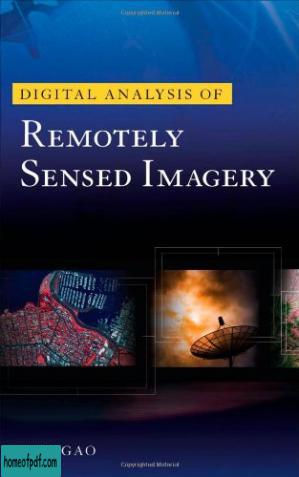 DIGITAL ANALYSIS OF
REMOTELY
SENSED IMAGERY
GAO
homeofpdf.com